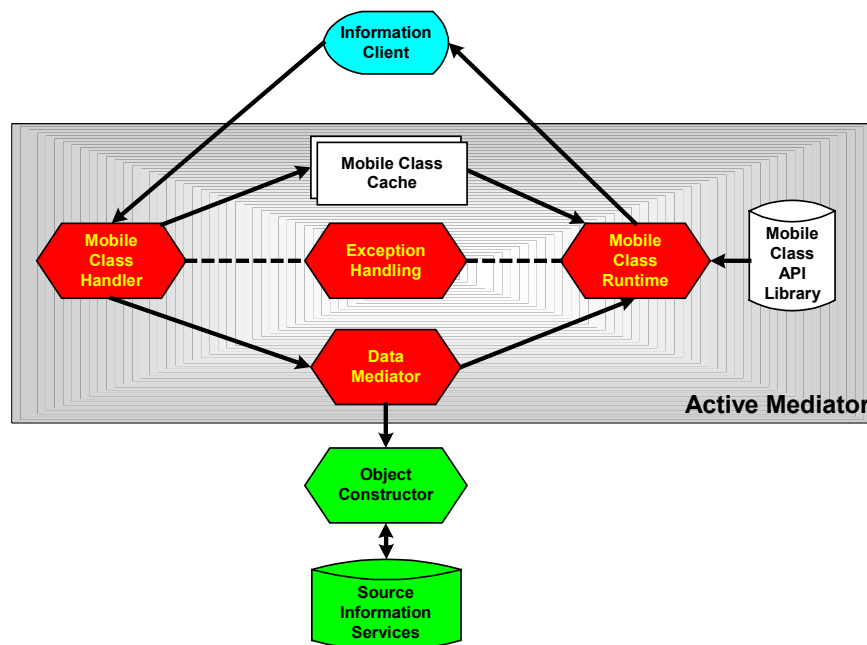 Information
Client
Mobile Class
Cache
Mobile
Class
Handler
Exception
Handling
Mobile
Class
Runtime
Mobile
Class
API
Library
Data
Mediator
Active Mediator
Object
Constructor
Source
Information
Services